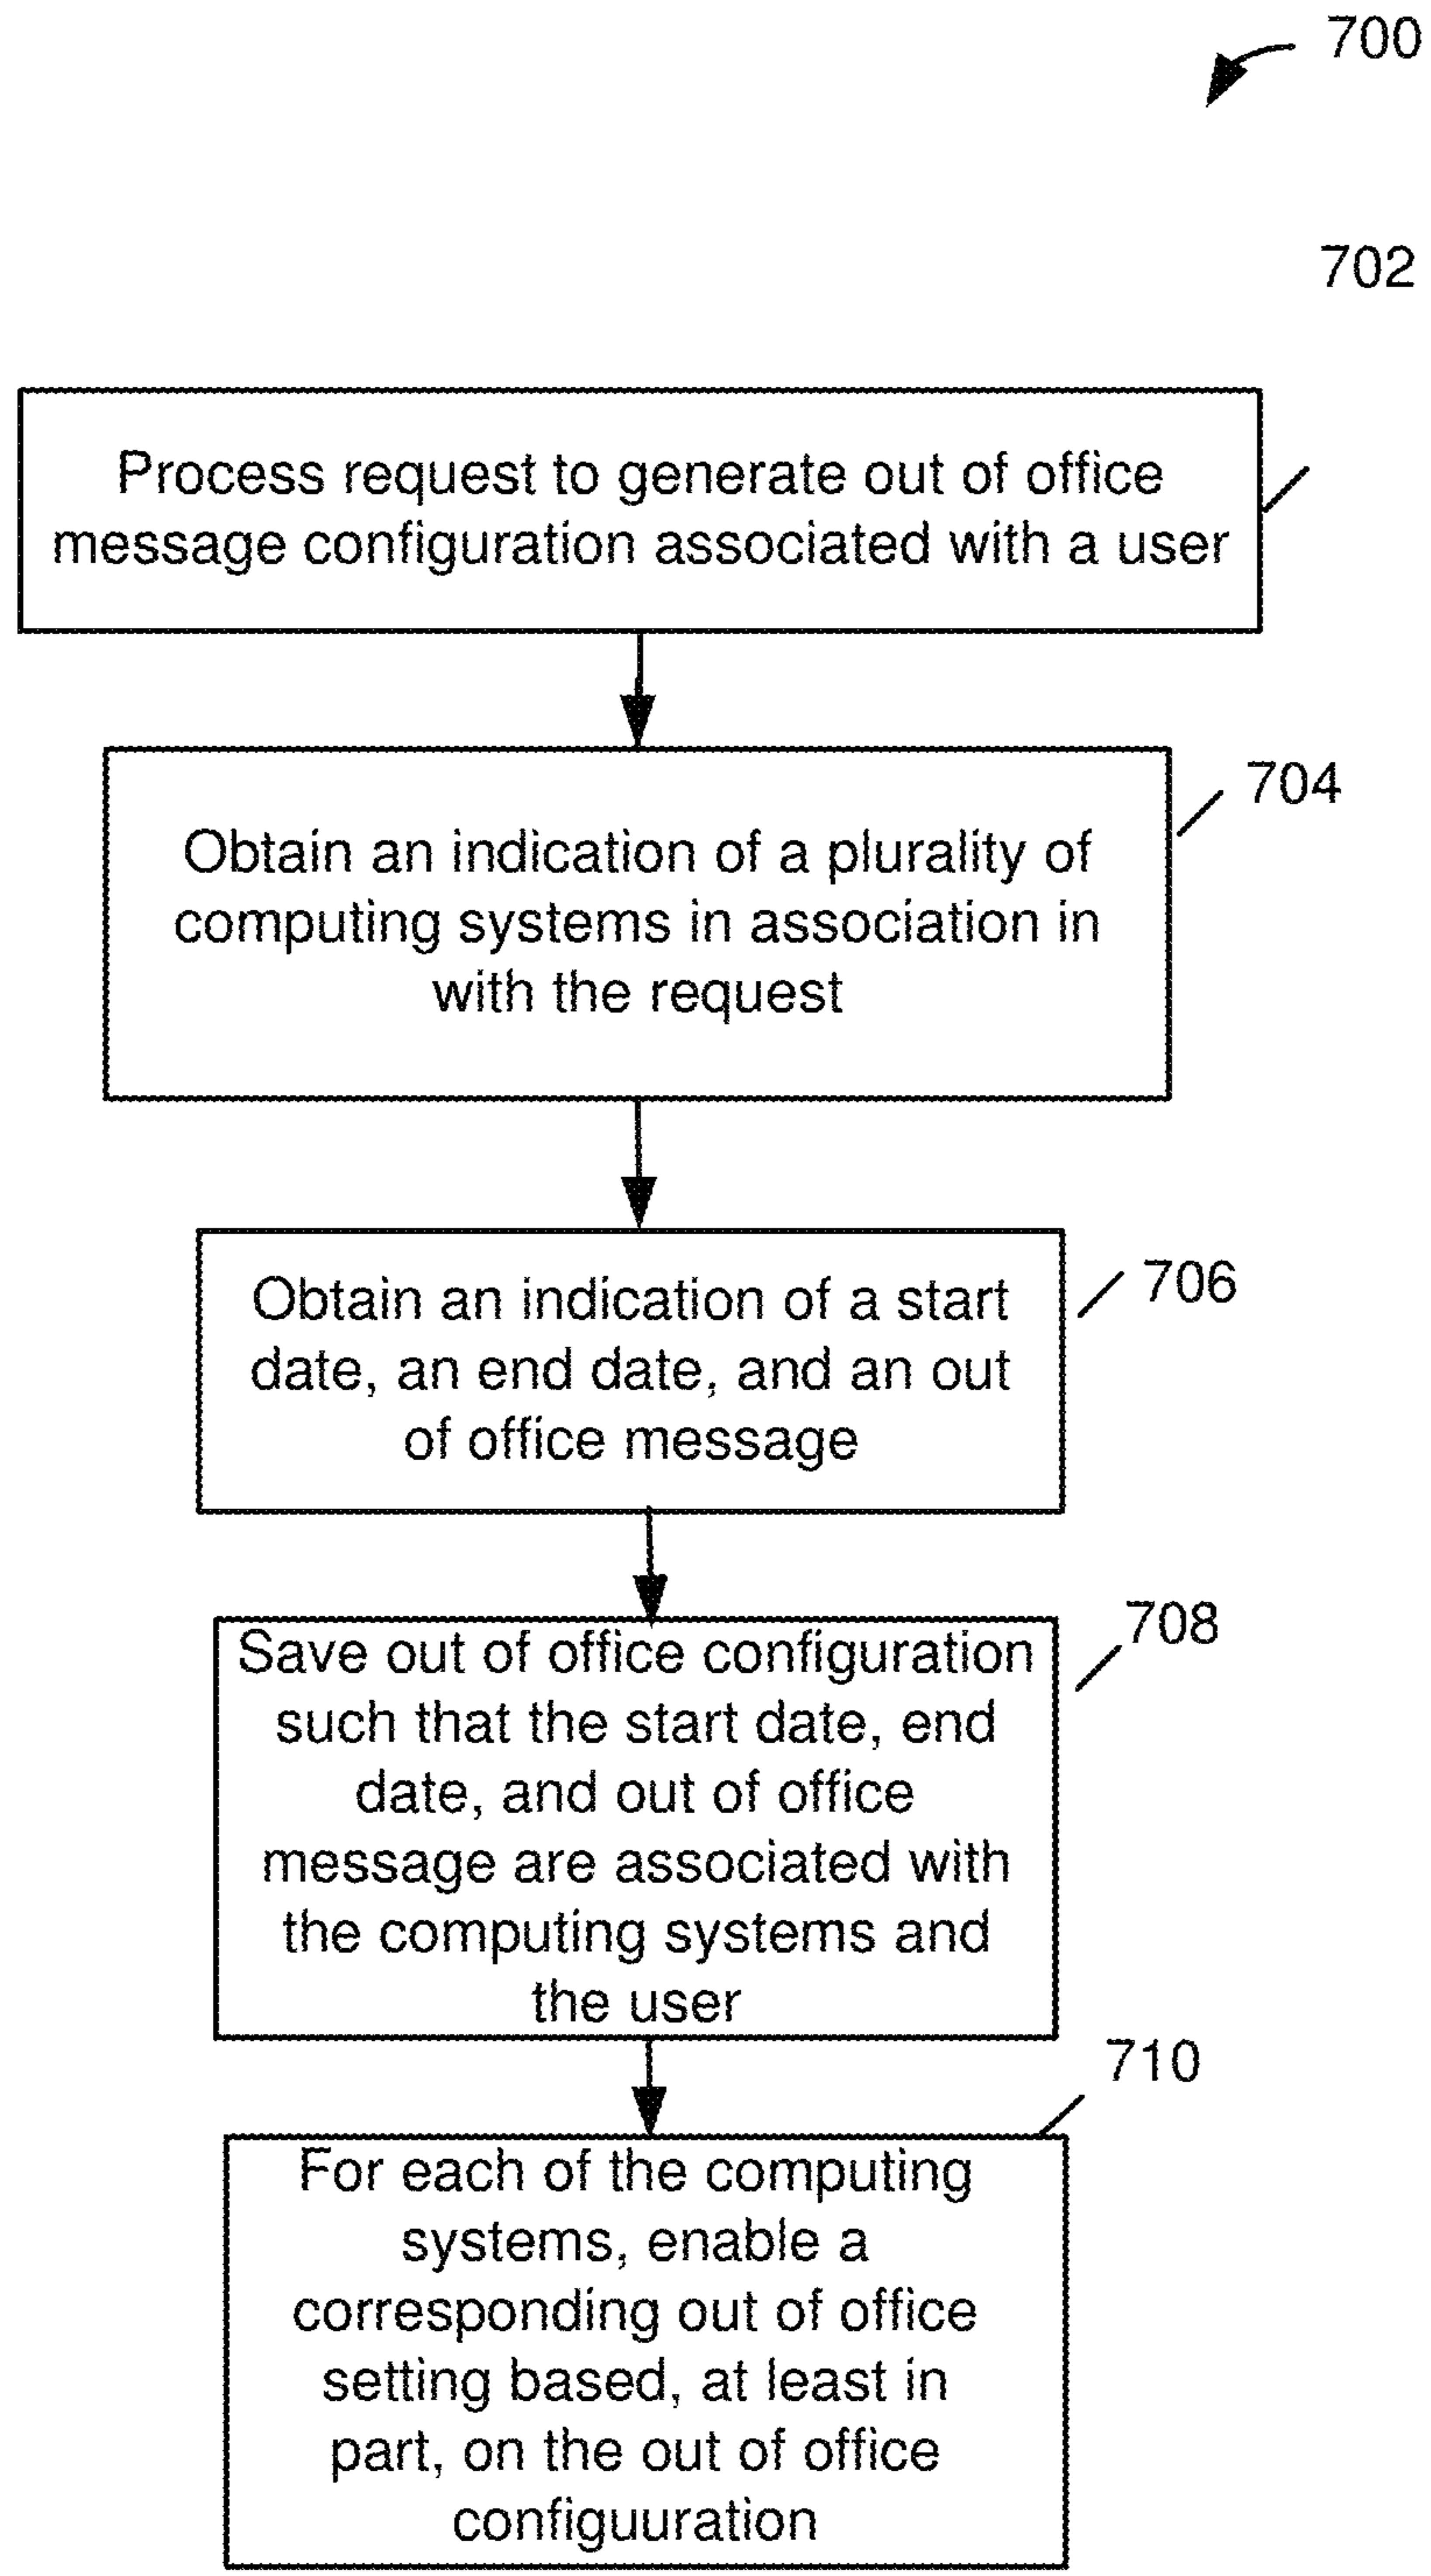 700
702
Process request to generate out of office
message configuration associated with a user
704
Obtain an indication of a plurality of
computing systems in association in
with the request
706
Obtain an indication of a start
date, an end date, and an out
of office message
708
Save out of office configuration
such that the start date, end
date, and out of office
message are associated with
the computing systems and
the user
710
For each of the computing
systems, enable a
corresponding out of office
setting based, at least in
part, on the out of office
configuuration